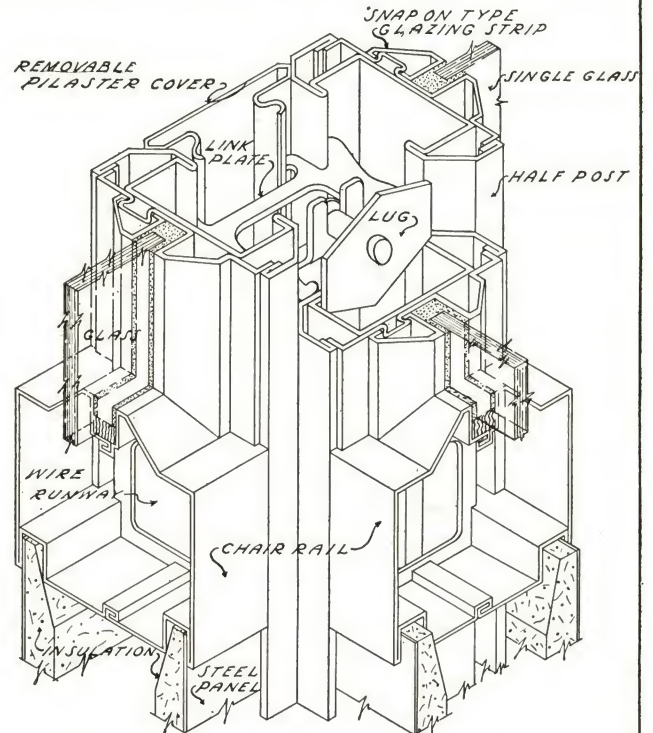 SNAP ON TYPE
GLAZING STRIP
REMOVABLE
PILASTER COVER
SINGLE GLASS
LINK
PLATE
HALF POST
LUG
GLASS
WIRE
RUNWAY
CHAIR RAIL
INSULATION
STEEL
PANEL